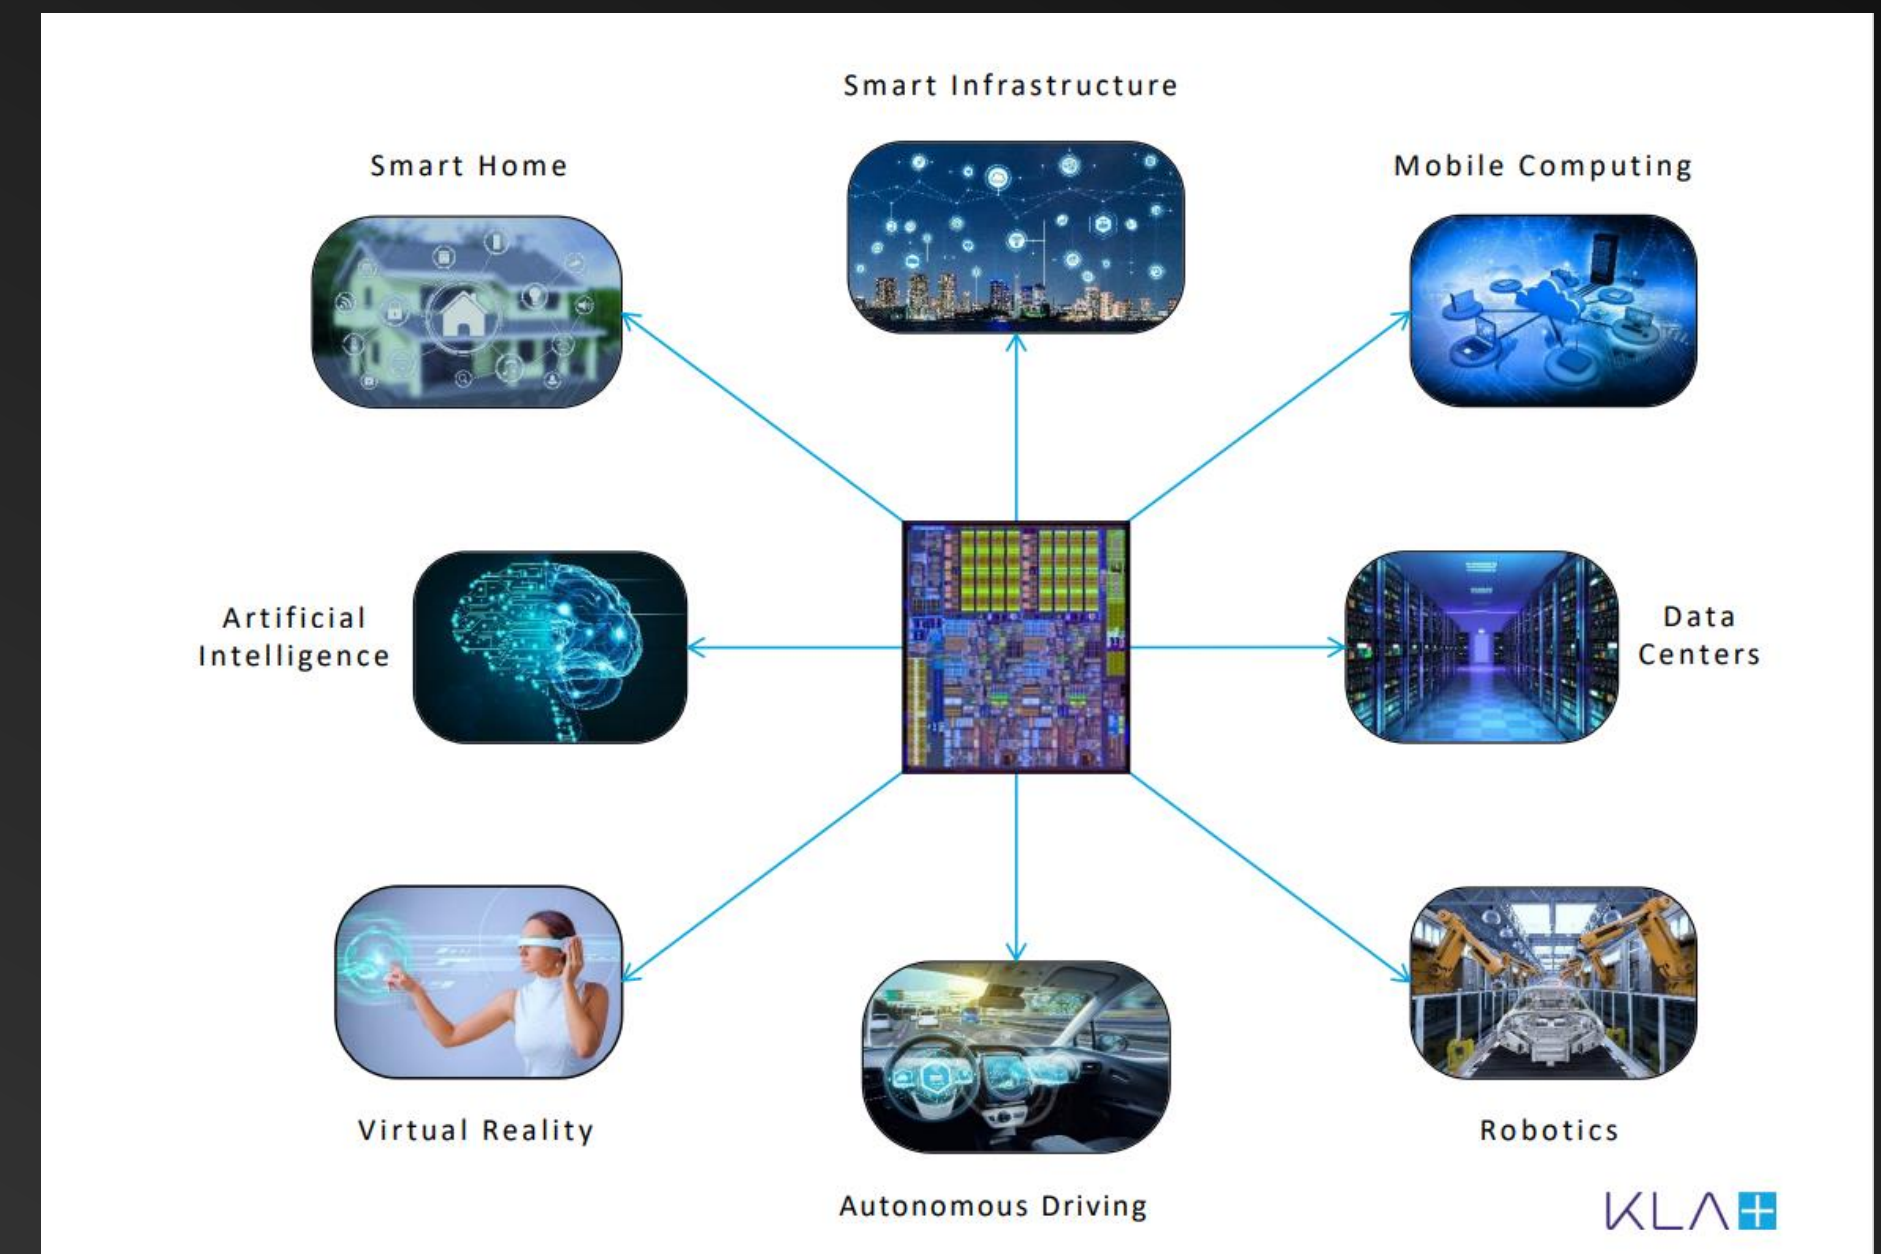 Smart Infrastructure
Smart Home
Mobile Computing
Artificial
Intelligence
Data
Centers
Virtual Reality
Robotics
Autonomous Driving
KLA+